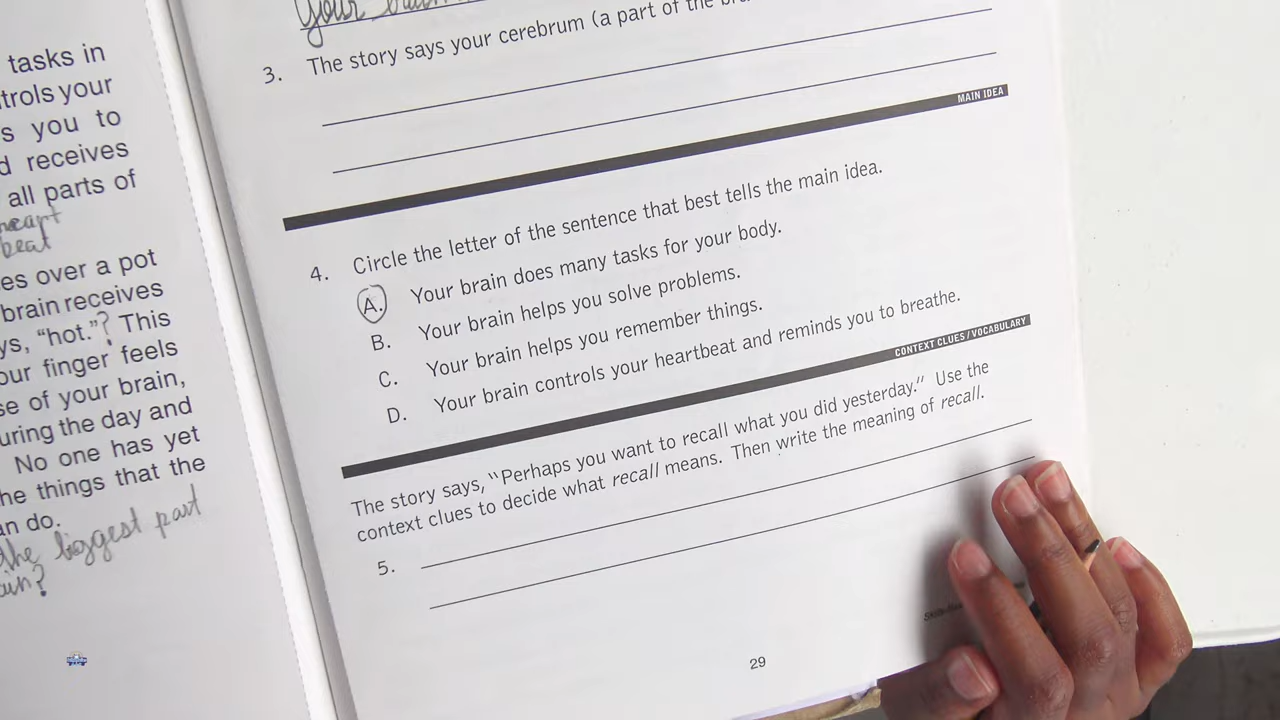 tasks in
trols your
s you to
d receives
all parts of
heart
beat
es over a pot
brain receives
ys, "hot."? This
our finger feels
se of your brain,
uring the day and
No one has yet
he things that the
an do.
the biggest part
ain?
your
3. The story says your cerebrum (a part of the
MAIN IDEA
4. Circle the letter of the sentence that best tells the main idea.
A. Your brain does many tasks for your body.
B. Your brain helps you solve problems.
C. Your brain helps you remember things.
D. Your brain controls your heartbeat and reminds you to breathe.
CONTEXT CLUES / VOCABULARY
The story says, "Perhaps you want to recall what you did yesterday." Use the
context clues to decide what recall means. Then write the meaning of recall.
5.
29